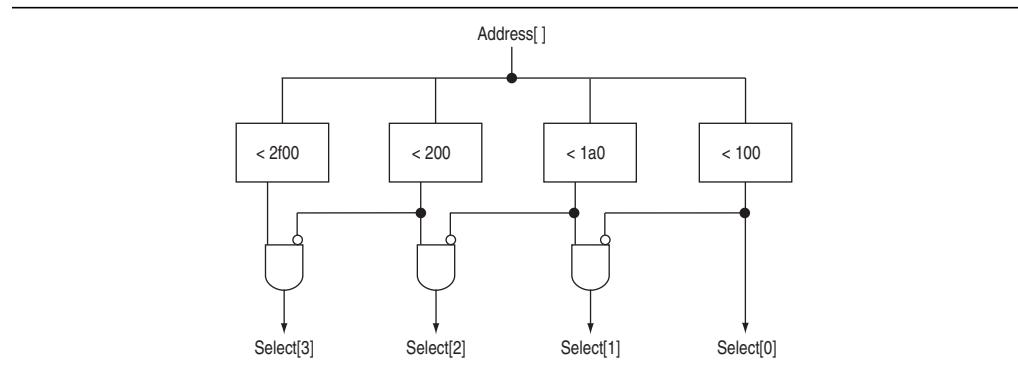 Address[ ]
< 2f00 < 200 < 1a0 < 100
Select[3] Select[2] Select[1] Select[0]